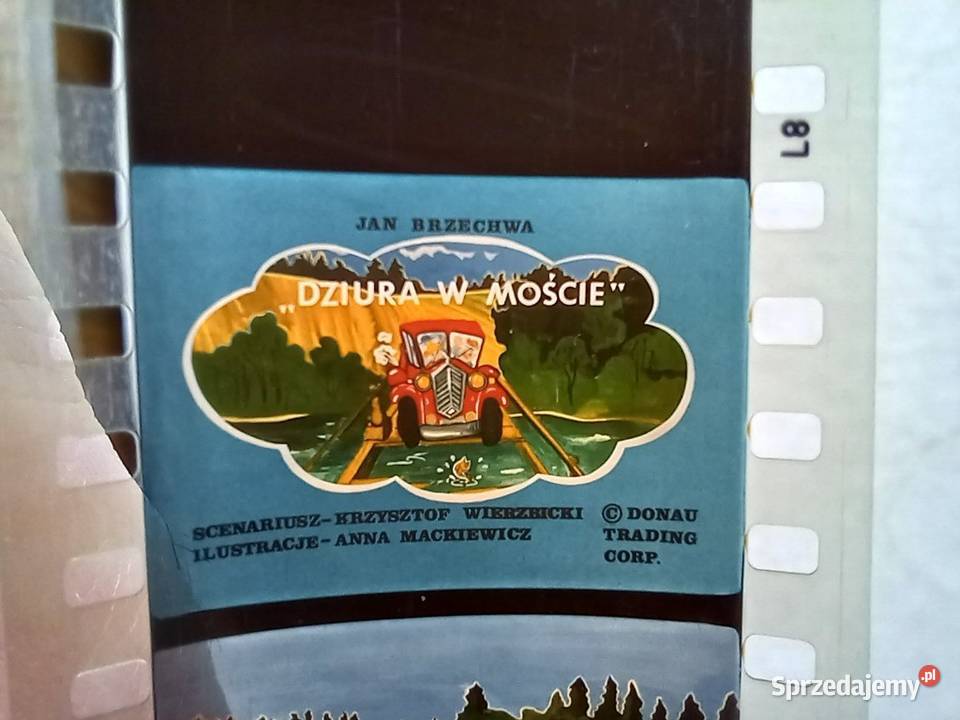 JAN BRZECHWA
„DZIURA W MOŚCIE"
SCENARIUSZ-KRZYSZTOF WIERZBICKI
ILUSTRACJE-ANNA MACKIEWICZ
© DONAU
TRADING
CORP.
L8
Sprzedajemy.pl